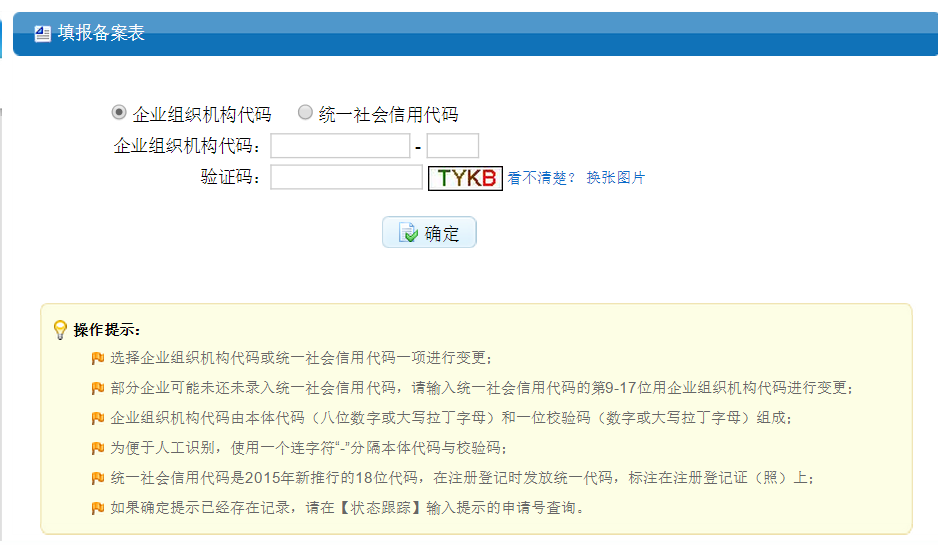 填报备案表
企业组织机构代码 统一社会信用代码
企业组织机构代码： -
验证码： TYKB 看不清楚？ 换张图片
确定
操作提示：
选择企业组织机构代码或统一社会信用代码一项进行变更；
部分企业可能未还未录入统一社会信用代码，请输入统一社会信用代码的第9-17位用企业组织机构代码进行变更；
企业组织机构代码由本体代码（八位数字或大写拉丁字母）和一位校验码（数字或大写拉丁字母）组成；
为便于人工识别，使用一个连字符“-”分隔本体代码与校验码；
统一社会信用代码是2015年新推行的18位代码，在注册登记时发放统一代码，标注在注册登记证（照）上；
如果确定提示已经存在记录，请在【状态跟踪】输入提示的申请号查询。